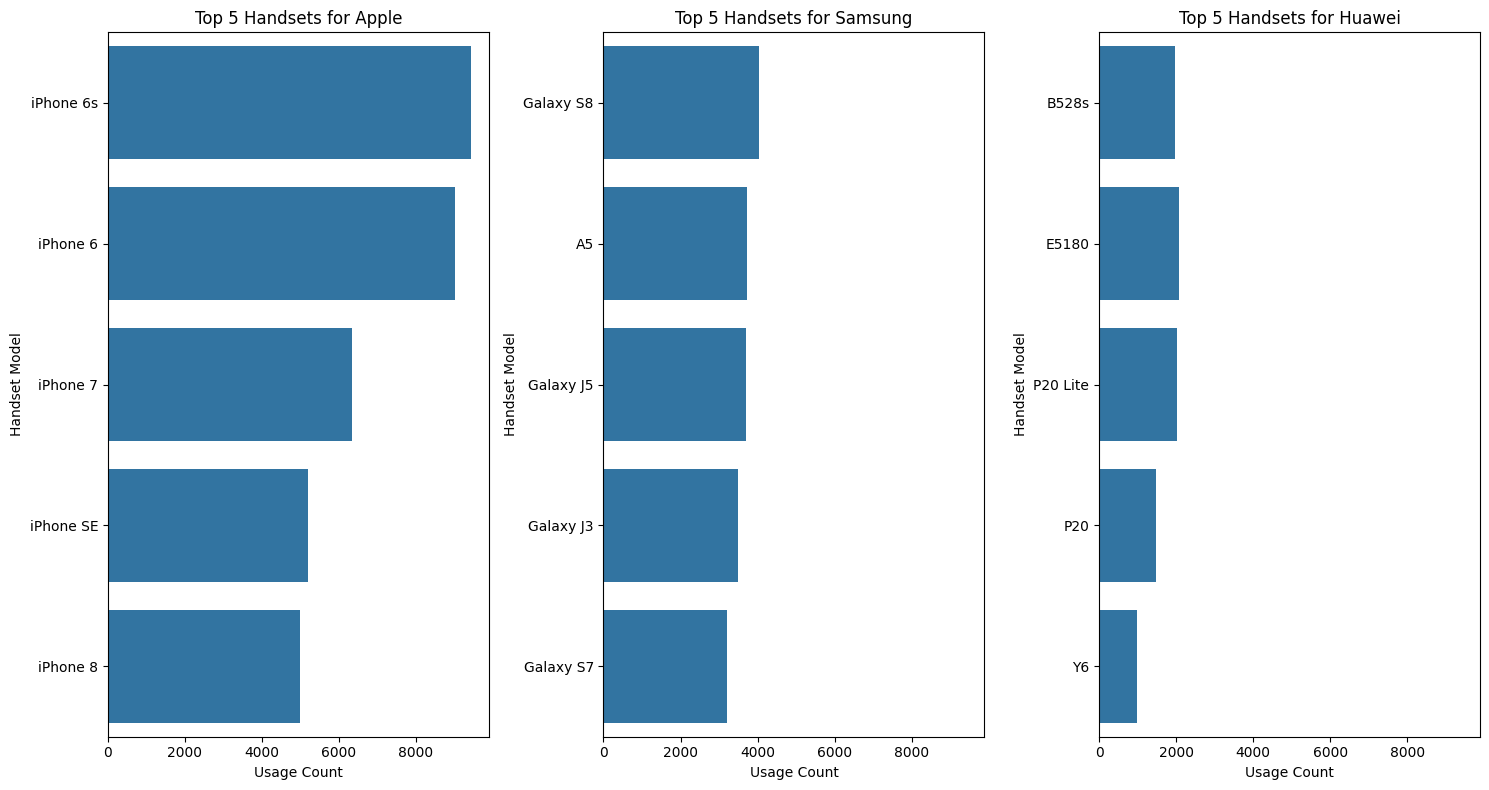 Top 5 Handsets for Apple
Handset Model
iPhone 6s
iPhone 6
iPhone 7
iPhone SE
iPhone 8
0 2000 4000 6000 8000
Usage Count
Top 5 Handsets for Samsung
Handset Model
Galaxy S8
A5
Galaxy J5
Galaxy J3
Galaxy S7
0 2000 4000 6000 8000
Usage Count
Top 5 Handsets for Huawei
Handset Model
B528s
E5180
P20 Lite
P20
Y6
0 2000 4000 6000 8000
Usage Count